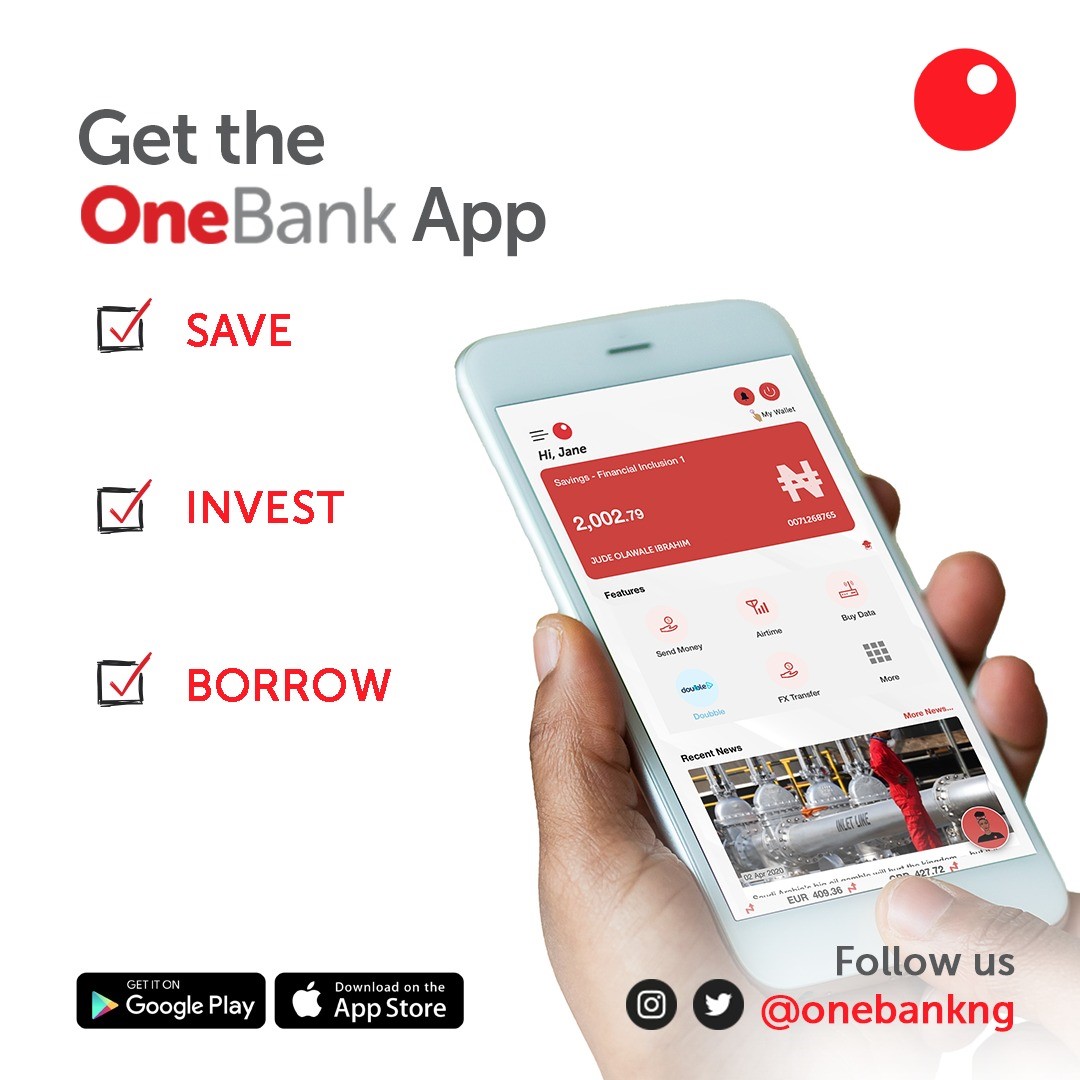 Get the
OneBank App
SAVE
INVEST
BORROW
My Wallet
Hi, Jane
Savings - Financial Inclusion 1
₦
2,002.79
0071268765
JUDE OLAWALE IBRAHIM
Features
Send Money
Airtime
Buy Data
doubble
Doubble
FX Transfer
More
More News...
Recent News
INLET LINE
02 Apr 2020
Saudi Arabia's big oil gamble will hurt the kingdom
EUR 409.36
GBP 427.72
GET IT ON
Google Play
Download on the
App Store
Follow us
@onebankng